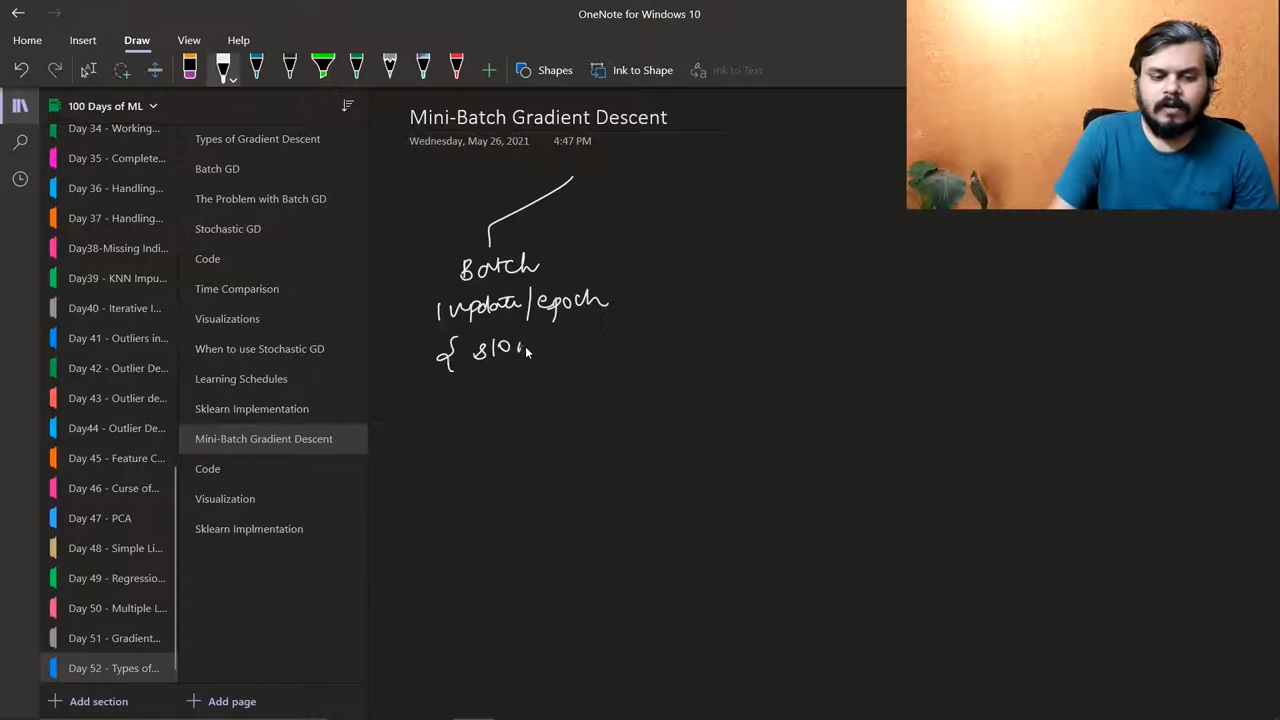 OneNote for Windows 10
Home Insert Draw View Help
Shapes Ink to Shape Ink to Text
100 Days of ML
Day 34 - Working...
Day 35 - Complete...
Day 36 - Handling...
Day 37 - Handling...
Day38-Missing Indi...
Day39 - KNN Impu...
Day40 - Iterative I...
Day 41 - Outliers in...
Day 42 - Outlier De...
Day 43 - Outlier de...
Day44 - Outlier De...
Day 45 - Feature C...
Day 46 - Curse of...
Day 47 - PCA
Day 48 - Simple Li...
Day 49 - Regressio...
Day 50 - Multiple L...
Day 51 - Gradient...
Day 52 - Types of...
Add section
Types of Gradient Descent
Batch GD
The Problem with Batch GD
Stochastic GD
Code
Time Comparison
Visualizations
When to use Stochastic GD
Learning Schedules
Sklearn Implementation
Mini-Batch Gradient Descent
Code
Visualization
Sklearn Implmentation
Add page
Mini-Batch Gradient Descent
Wednesday, May 26, 2021 4:47 PM
Batch
1 update/epoch